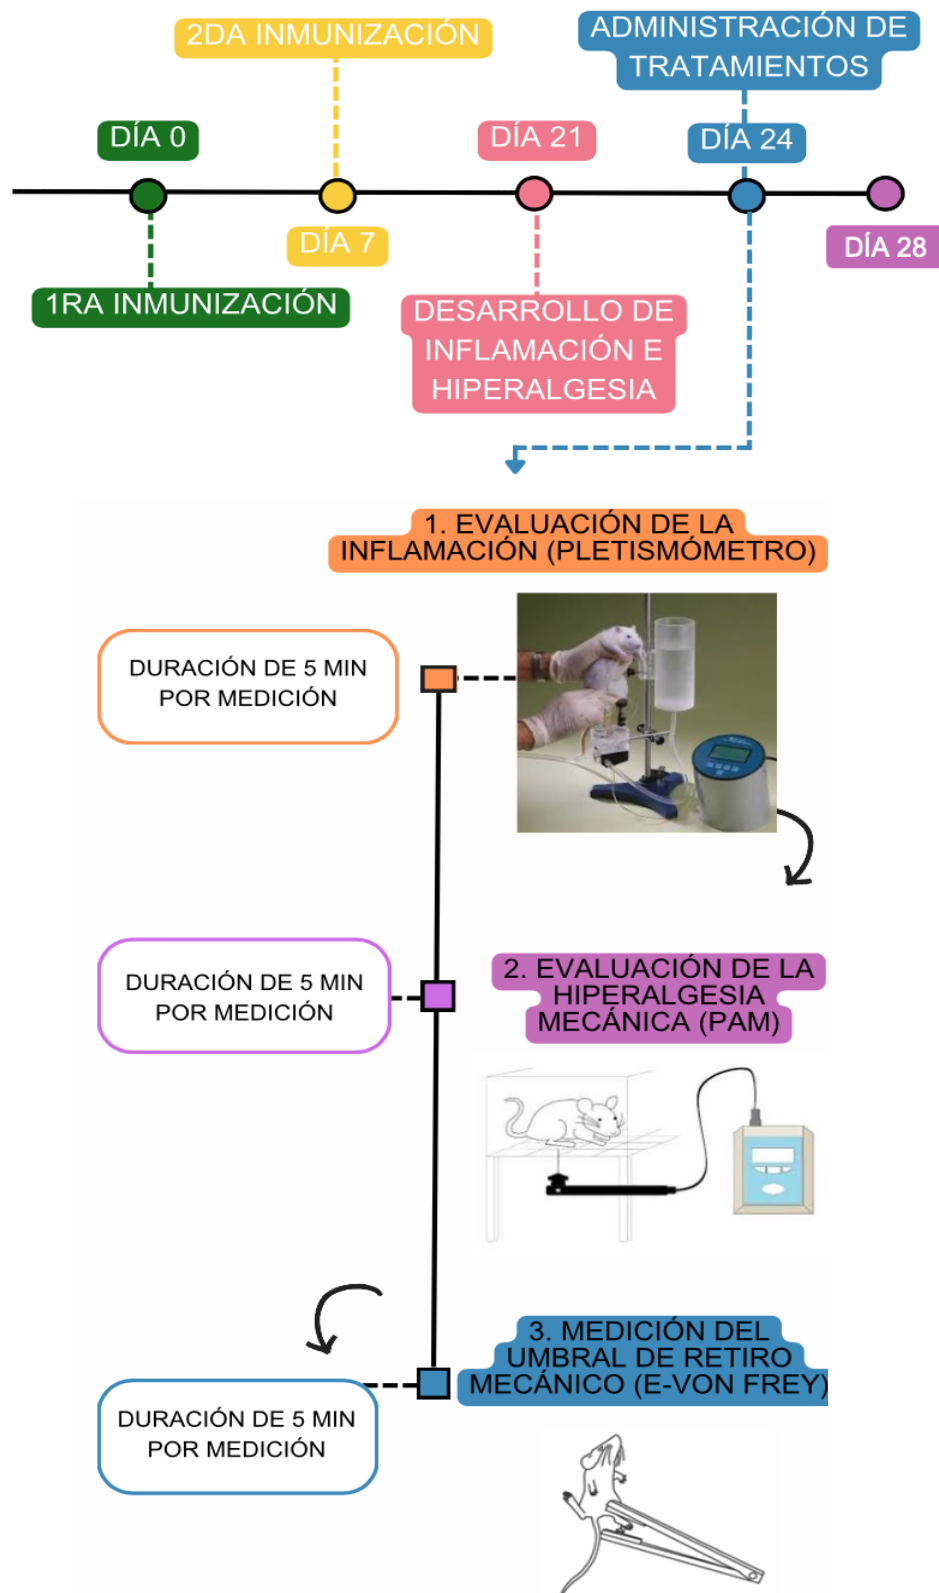 2DA INMUNIZACIÓN
ADMINISTRACIÓN DE
TRATAMIENTOS
DÍA 0
DÍA 21
DÍA 24
DÍA 7
DÍA 28
1RA INMUNIZACIÓN
DESARROLLO DE
INFLAMACIÓN E
HIPERALGESIA
1. EVALUACIÓN DE LA
INFLAMACIÓN (PLETISMÓMETRO)
DURACIÓN DE 5 MIN
POR MEDICIÓN
2. EVALUACIÓN DE LA
HIPERALGESIA
MECÁNICA (PAM)
DURACIÓN DE 5 MIN
POR MEDICIÓN
3. MEDICIÓN DEL
UMBRAL DE RETIRO
MECÁNICO (E-VON FREY)
DURACIÓN DE 5 MIN
POR MEDICIÓN